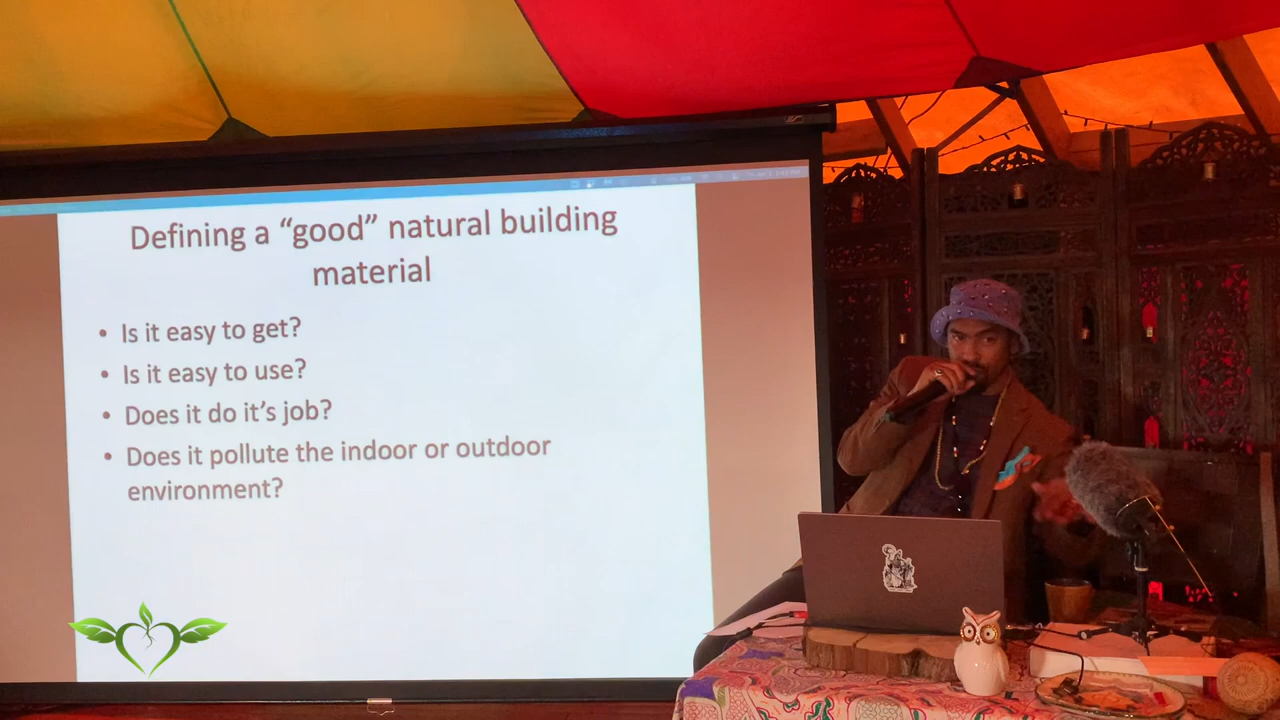 Defining a “good” natural building
material
• Is it easy to get?
• Is it easy to use?
• Does it do it’s job?
• Does it pollute the indoor or outdoor
environment?